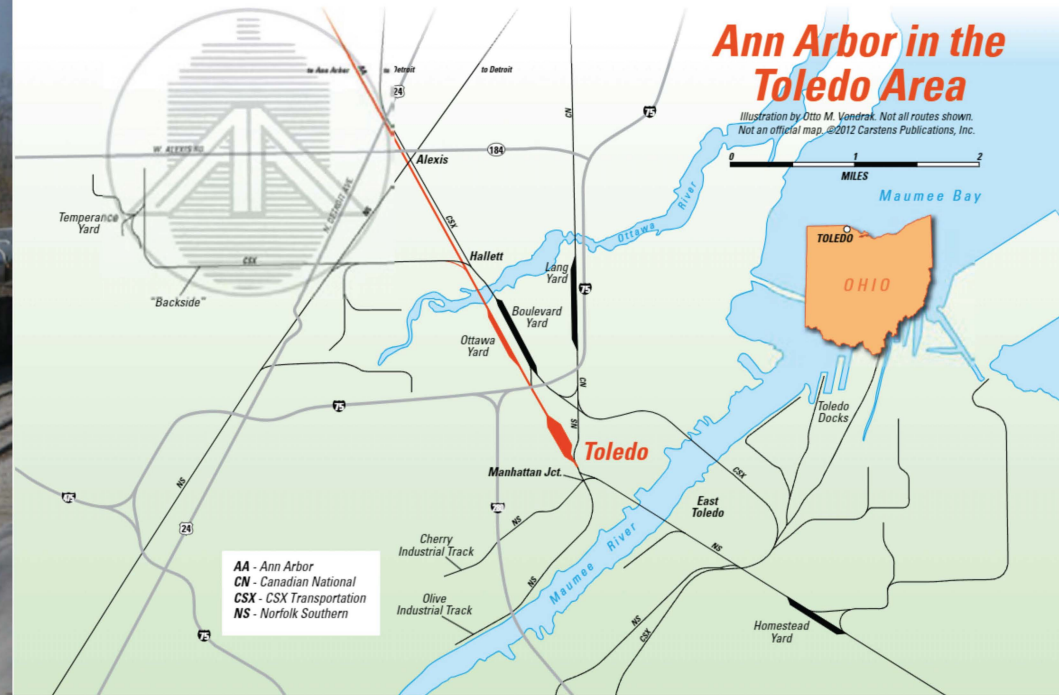 Ann Arbor in the
Toledo Area
Illustration by Otto M. Vondrak. Not all routes shown.
Not an official map. ©2012 Carstens Publications, Inc.
0 1 2
MILES
to Ann Arbor
AA
to Detroit
to Detroit
24
CN
75
W. ALEXIS RD
184
Alexis
Ottawa River
Maumee Bay
N. DETROIT AVE
NS
CSX
Temperance
Yard
TOLEDO
OHIO
CSX
Hallett
"Backside"
Lang
Yard
75
Boulevard
Yard
Ottawa
Yard
CN
75
Toledo
Docks
NS
Toledo
Manhattan Jct.
CSX
NS
475
24
East
Toledo
NS
Cherry
Industrial Track
Maumee River
NS
AA - Ann Arbor
CN - Canadian National
CSX - CSX Transportation
NS - Norfolk Southern
NS
Olive
Industrial Track
75
NS
CSX
Homestead
Yard